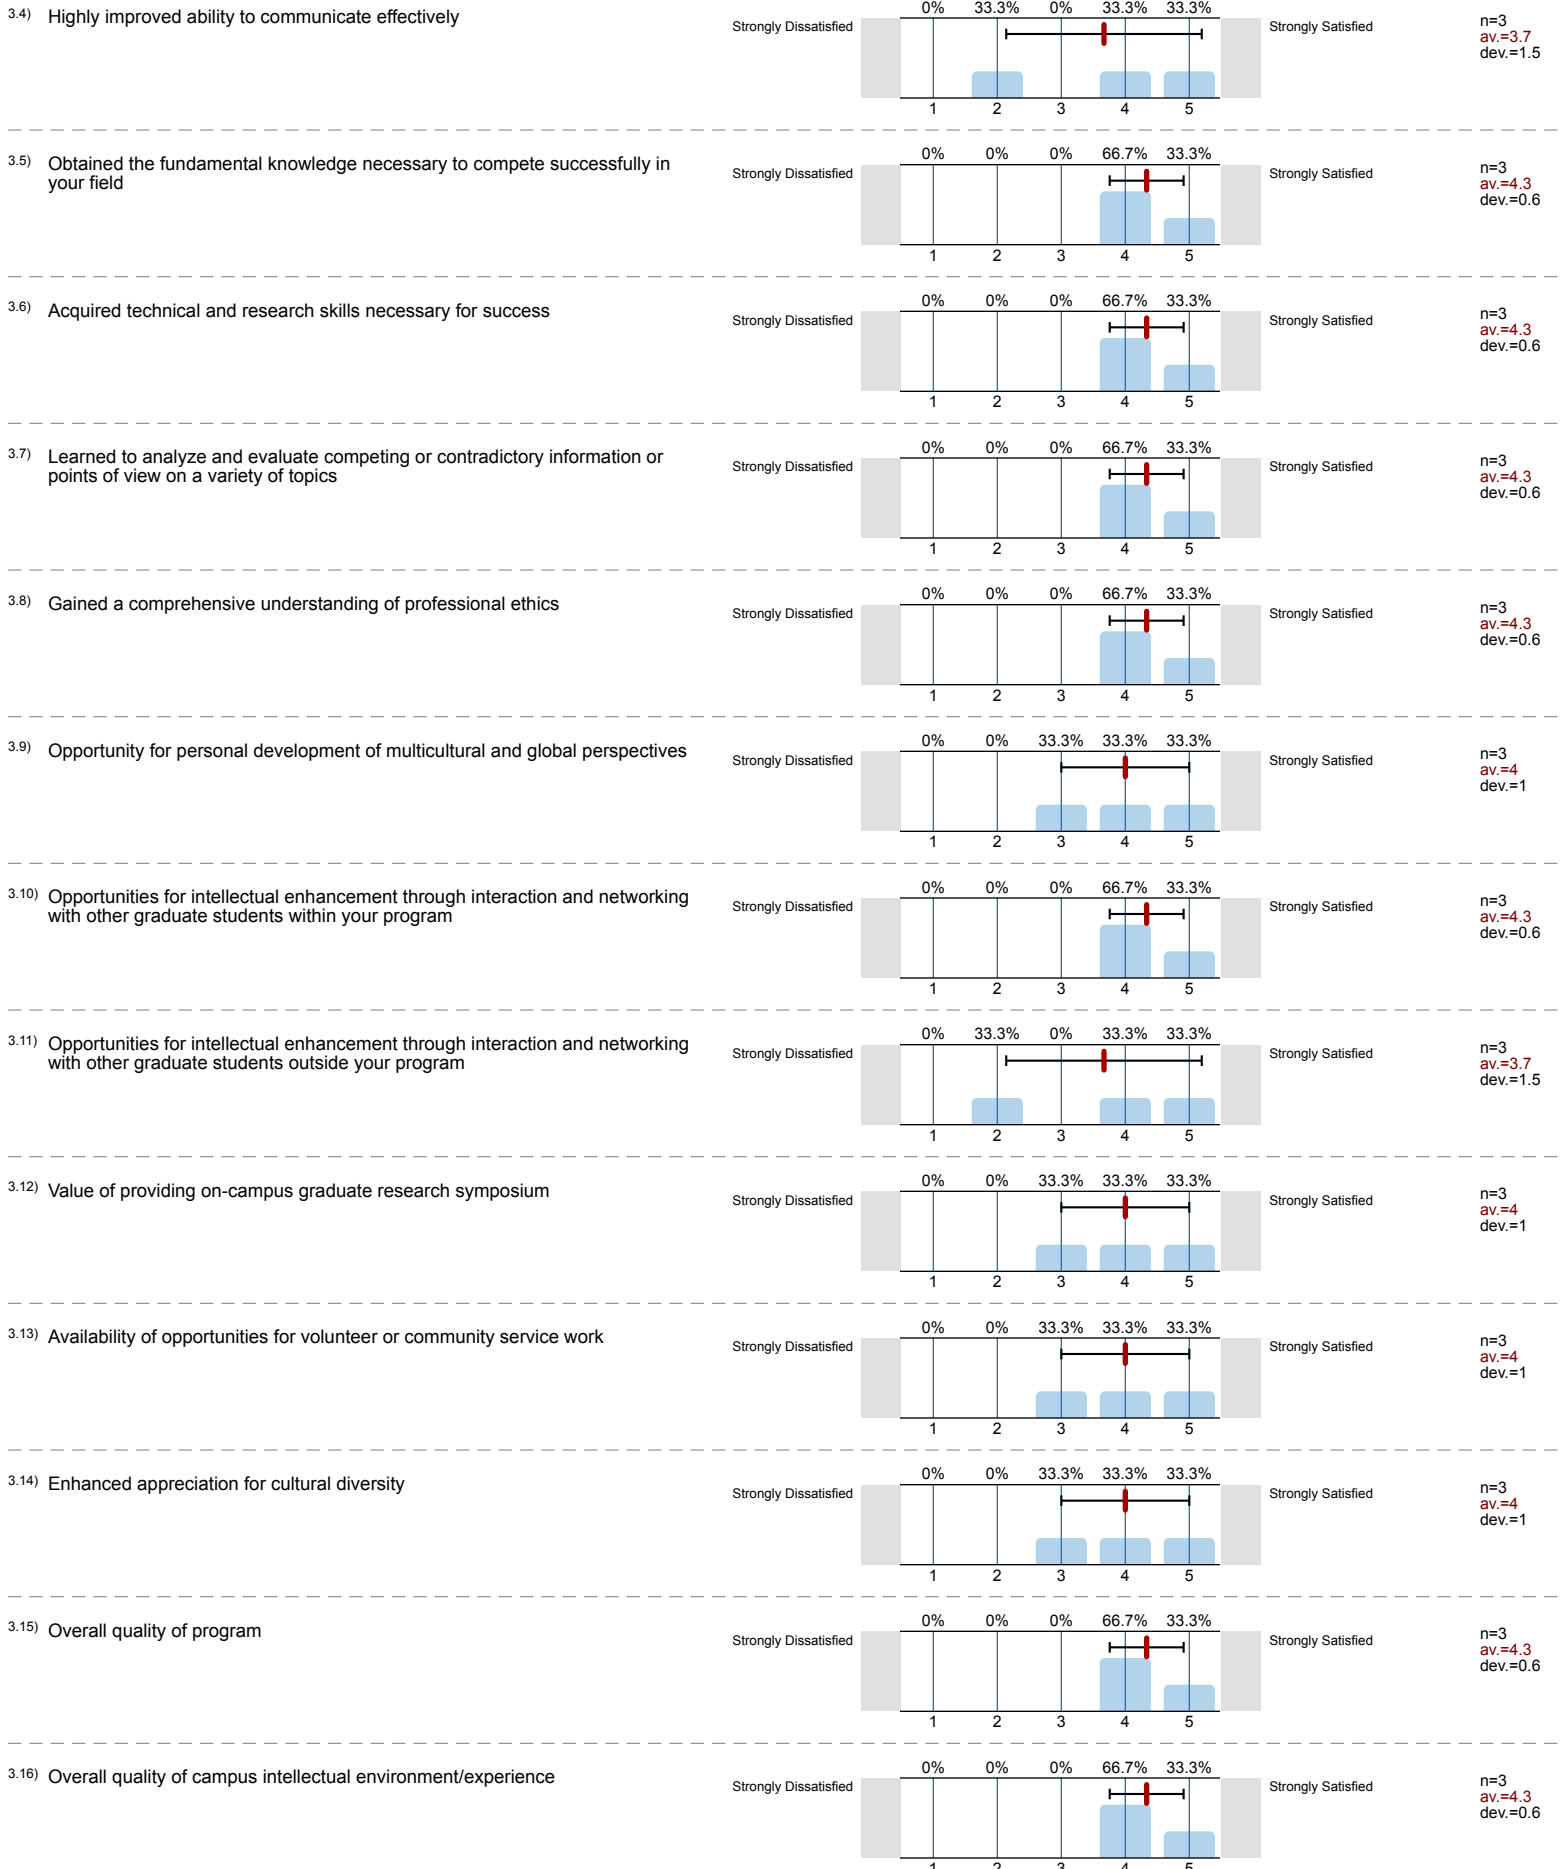 0% 33.3% 0% 33.3% 33.3%
3.4) Highly improved ability to communicate effectively
Strongly Dissatisfied
Strongly Satisfied
n=3
av.=3.7
dev.=1.5
1 2 3 4 5
3.5) Obtained the fundamental knowledge necessary to compete successfully in
your field
0% 0% 0% 66.7% 33.3%
Strongly Dissatisfied
Strongly Satisfied
n=3
av.=4.3
dev.=0.6
1 2 3 4 5
3.6) Acquired technical and research skills necessary for success
0% 0% 0% 66.7% 33.3%
Strongly Dissatisfied
Strongly Satisfied
n=3
av.=4.3
dev.=0.6
1 2 3 4 5
3.7) Learned to analyze and evaluate competing or contradictory information or
points of view on a variety of topics
0% 0% 0% 66.7% 33.3%
Strongly Dissatisfied
Strongly Satisfied
n=3
av.=4.3
dev.=0.6
1 2 3 4 5
3.8) Gained a comprehensive understanding of professional ethics
0% 0% 0% 66.7% 33.3%
Strongly Dissatisfied
Strongly Satisfied
n=3
av.=4.3
dev.=0.6
1 2 3 4 5
3.9) Opportunity for personal development of multicultural and global perspectives
0% 0% 33.3% 33.3% 33.3%
Strongly Dissatisfied
Strongly Satisfied
n=3
av.=4
dev.=1
1 2 3 4 5
3.10) Opportunities for intellectual enhancement through interaction and networking
with other graduate students within your program
0% 0% 0% 66.7% 33.3%
Strongly Dissatisfied
Strongly Satisfied
n=3
av.=4.3
dev.=0.6
1 2 3 4 5
3.11) Opportunities for intellectual enhancement through interaction and networking
with other graduate students outside your program
0% 33.3% 0% 33.3% 33.3%
Strongly Dissatisfied
Strongly Satisfied
n=3
av.=3.7
dev.=1.5
1 2 3 4 5
3.12) Value of providing on-campus graduate research symposium
0% 0% 33.3% 33.3% 33.3%
Strongly Dissatisfied
Strongly Satisfied
n=3
av.=4
dev.=1
1 2 3 4 5
3.13) Availability of opportunities for volunteer or community service work
0% 0% 33.3% 33.3% 33.3%
Strongly Dissatisfied
Strongly Satisfied
n=3
av.=4
dev.=1
1 2 3 4 5
3.14) Enhanced appreciation for cultural diversity
0% 0% 33.3% 33.3% 33.3%
Strongly Dissatisfied
Strongly Satisfied
n=3
av.=4
dev.=1
1 2 3 4 5
3.15) Overall quality of program
0% 0% 0% 66.7% 33.3%
Strongly Dissatisfied
Strongly Satisfied
n=3
av.=4.3
dev.=0.6
1 2 3 4 5
3.16) Overall quality of campus intellectual environment/experience
0% 0% 0% 66.7% 33.3%
Strongly Dissatisfied
Strongly Satisfied
n=3
av.=4.3
dev.=0.6
1 2 3 4 5